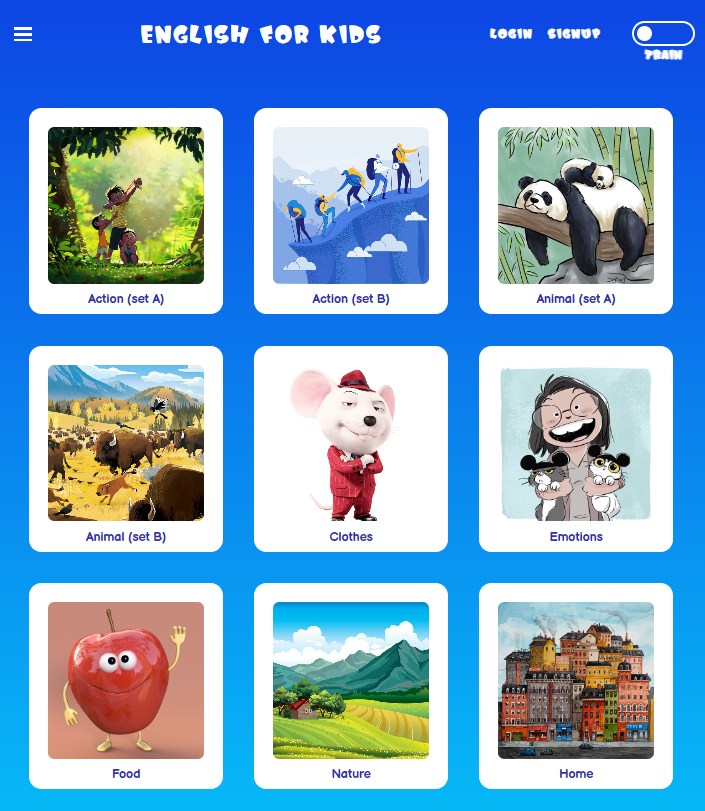 ENGLISH FOR KIDS
LOGIN SIGNUP
TRAIN
Action (set A)
Action (set B)
Animal (set A)
Animal (set B)
Clothes
Emotions
Food
Nature
Home